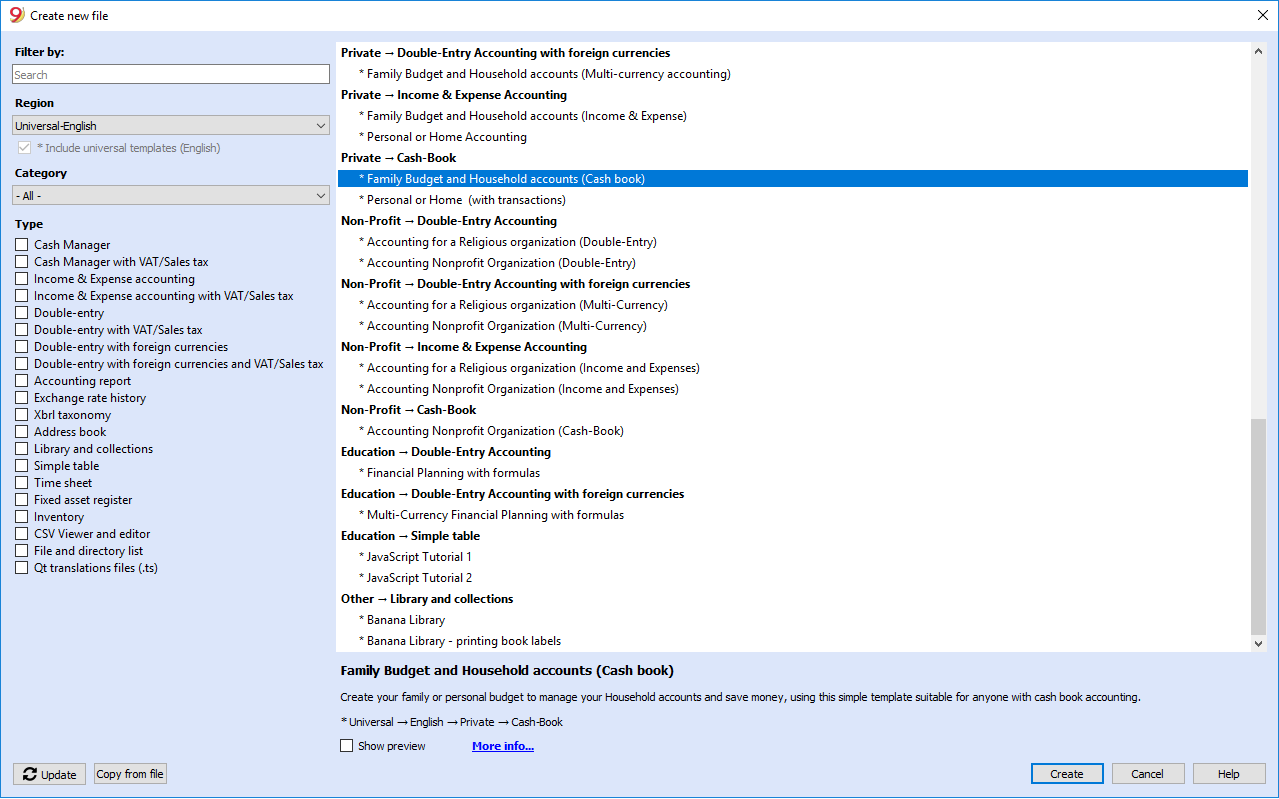 9 Create new file
Filter by:
Search
Region
Universal-English
* Include universal templates (English)
Category
- All -
Type
Cash Manager
Cash Manager with VAT/Sales tax
Income & Expense accounting
Income & Expense accounting with VAT/Sales tax
Double-entry
Double-entry with VAT/Sales tax
Double-entry with foreign currencies
Double-entry with foreign currencies and VAT/Sales tax
Accounting report
Exchange rate history
Xbrl taxonomy
Address book
Library and collections
Simple table
Time sheet
Fixed asset register
Inventory
CSV Viewer and editor
File and directory list
Qt translations files (.ts)
Private → Double-Entry Accounting with foreign currencies
* Family Budget and Household accounts (Multi-currency accounting)
Private → Income & Expense Accounting
* Family Budget and Household accounts (Income & Expense)
* Personal or Home Accounting
Private → Cash-Book
* Family Budget and Household accounts (Cash book)
* Personal or Home (with transactions)
Non-Profit → Double-Entry Accounting
* Accounting for a Religious organization (Double-Entry)
* Accounting Nonprofit Organization (Double-Entry)
Non-Profit → Double-Entry Accounting with foreign currencies
* Accounting for a Religious organization (Multi-Currency)
* Accounting Nonprofit Organization (Multi-Currency)
Non-Profit → Income & Expense Accounting
* Accounting for a Religious organization (Income and Expenses)
* Accounting Nonprofit Organization (Income and Expenses)
Non-Profit → Cash-Book
* Accounting Nonprofit Organization (Cash-Book)
Education → Double-Entry Accounting
* Financial Planning with formulas
Education → Double-Entry Accounting with foreign currencies
* Multi-Currency Financial Planning with formulas
Education → Simple table
* JavaScript Tutorial 1
* JavaScript Tutorial 2
Other → Library and collections
* Banana Library
* Banana Library - printing book labels
Family Budget and Household accounts (Cash book)
Create your family or personal budget to manage your Household accounts and save money, using this simple template suitable for anyone with cash book accounting.
* Universal → English → Private → Cash-Book
Show preview More info...
Update Copy from file Create Cancel Help